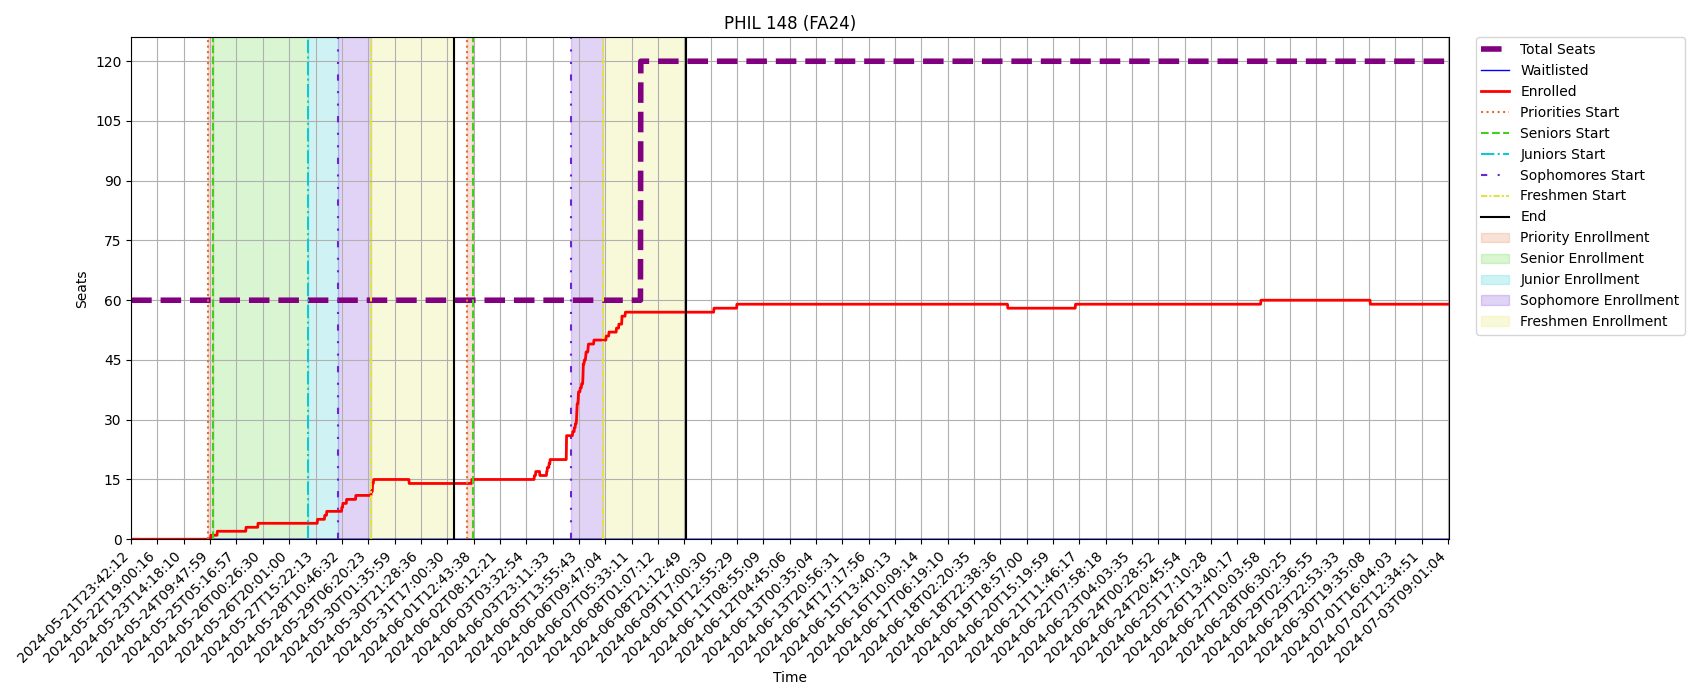 PHIL 148 (FA24)
Seats
120
105
90
75
60
45
30
15
0
2024-05-21T23:42:12
2024-05-22T19:00:16
2024-05-23T14:18:10
2024-05-24T09:47:59
2024-05-25T05:16:57
2024-05-26T00:26:30
2024-05-26T20:01:00
2024-05-27T15:22:13
2024-05-28T10:46:32
2024-05-29T06:20:23
2024-05-30T01:35:59
2024-05-30T21:28:36
2024-05-31T17:00:30
2024-06-01T12:43:38
2024-06-02T08:12:21
2024-06-03T03:32:54
2024-06-03T23:11:33
2024-06-05T13:55:43
2024-06-06T09:47:04
2024-06-07T05:33:11
2024-06-08T01:07:12
2024-06-08T21:12:49
2024-06-09T17:00:30
2024-06-10T12:55:29
2024-06-11T08:55:09
2024-06-12T04:45:06
2024-06-13T00:35:04
2024-06-13T20:56:31
2024-06-14T17:17:56
2024-06-15T13:40:13
2024-06-16T10:09:14
2024-06-17T06:19:10
2024-06-18T02:20:35
2024-06-18T22:38:36
2024-06-19T18:57:00
2024-06-20T15:19:59
2024-06-21T11:46:17
2024-06-22T07:58:18
2024-06-23T04:03:35
2024-06-24T00:28:52
2024-06-24T20:45:54
2024-06-25T17:10:28
2024-06-26T13:40:17
2024-06-27T10:03:58
2024-06-28T06:30:25
2024-06-29T02:36:55
2024-06-29T22:53:33
2024-06-30T19:35:08
2024-07-01T16:04:03
2024-07-02T12:34:51
2024-07-03T09:01:04
Time
Total Seats
Waitlisted
Enrolled
Priorities Start
Seniors Start
Juniors Start
Sophomores Start
Freshmen Start
End
Priority Enrollment
Senior Enrollment
Junior Enrollment
Sophomore Enrollment
Freshmen Enrollment